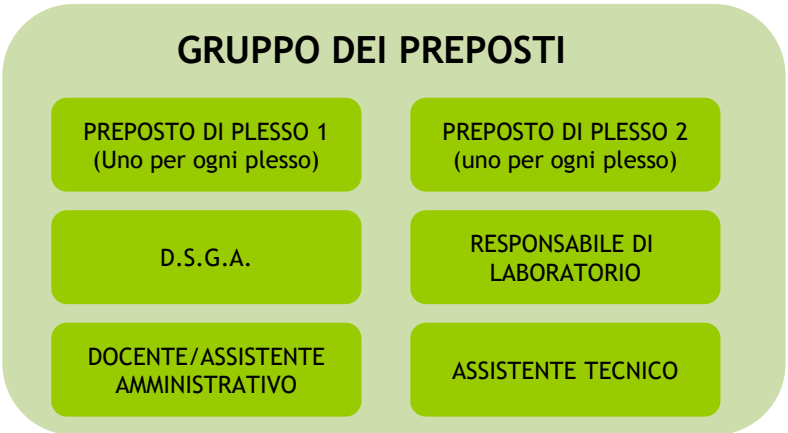 GRUPPO DEI PREPOSTI
PREPOSTO DI PLESSO 1
(Uno per ogni plesso)
PREPOSTO DI PLESSO 2
(uno per ogni plesso)
D.S.G.A.
RESPONSABILE DI
LABORATORIO
DOCENTE/ASSISTENTE
AMMINISTRATIVO
ASSISTENTE TECNICO